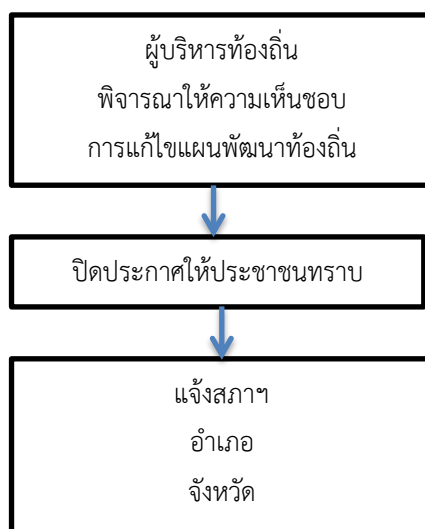 ผู้บริหารท้องถิ่น
พิจารณาให้ความเห็นชอบ
การแก้ไขแผนพัฒนาท้องถิ่น
ปิดประกาศให้ประชาชนทราบ
แจ้งสภาฯ
อำเภอ
จังหวัด